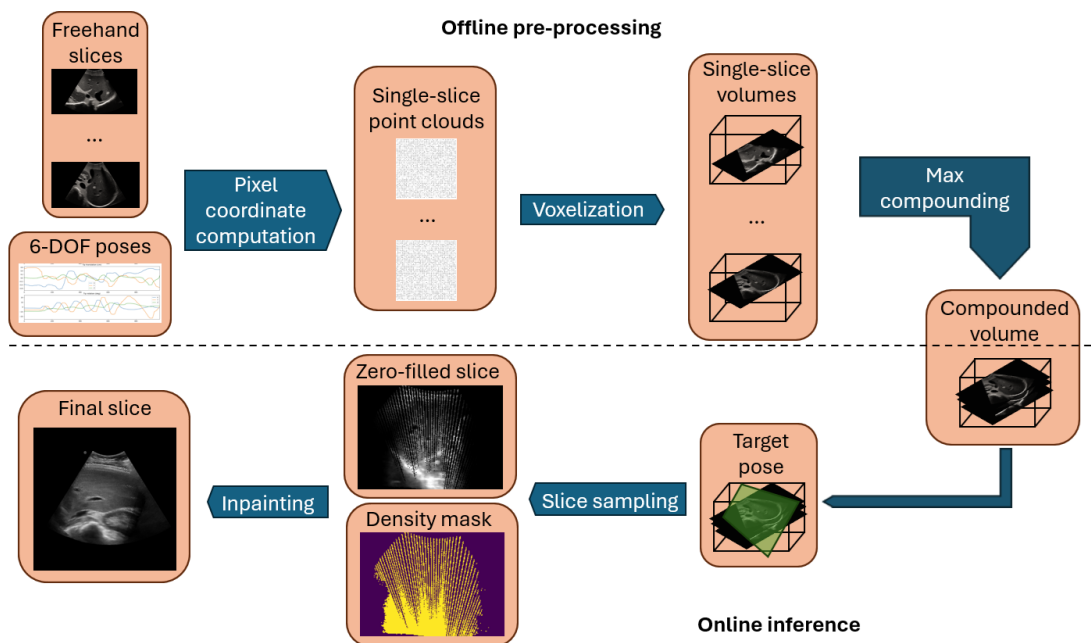 Offline pre-processing
Freehand
slices
...
6-DOF poses
Pixel
coordinate
computation
Single-slice
point clouds
...
Voxelization
Single-slice
volumes
...
Max
compounding
Compounded
volume
Target
pose
Slice sampling
Zero-filled slice
Density mask
Inpainting
Final slice
Online inference